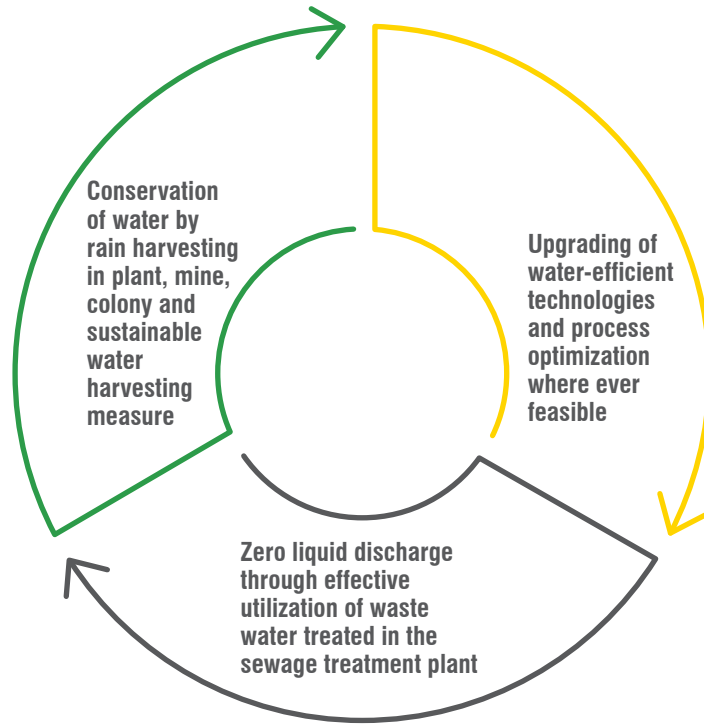 Conservation
of water by
rain harvesting
in plant, mine,
colony and
sustainable
water
harvesting
measure
Upgrading of
water-efficient
technologies
and process
optimization
where ever
feasible
Zero liquid discharge
through effective
utilization of waste
water treated in the
sewage treatment plant